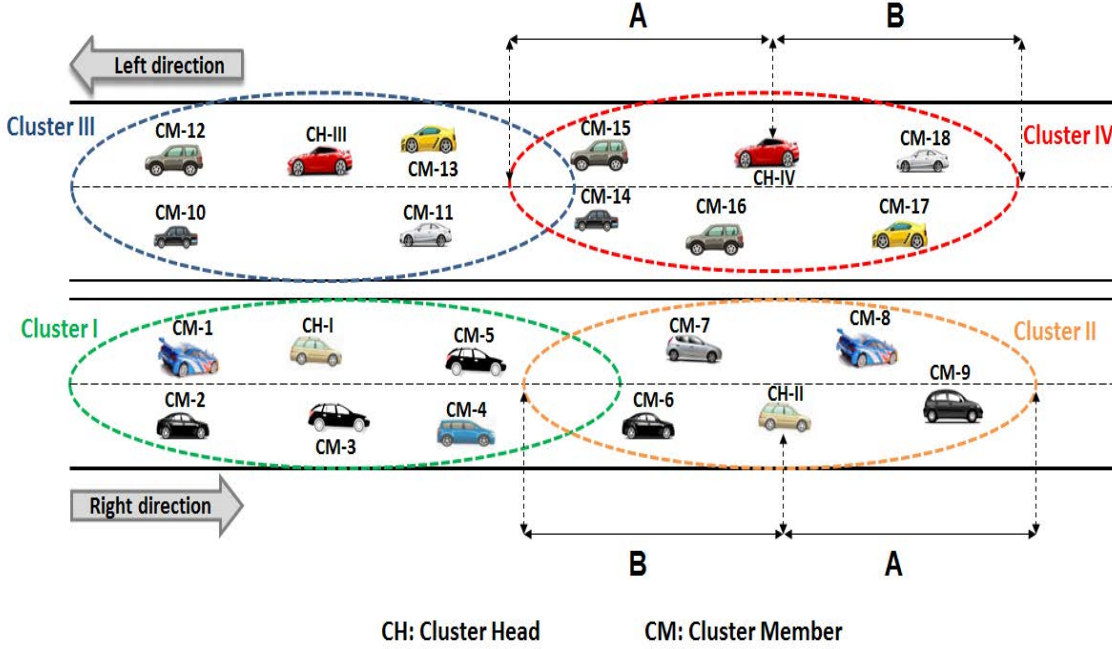 A
B
Left direction
Cluster III
CM-12
CH-III
CM-13
CM-15
CM-18
Cluster IV
CH-IV
CM-10
CM-11
CM-14
CM-16
CM-17
Cluster I
CM-1
CH-I
CM-5
CM-7
CM-8
Cluster II
CM-2
CM-3
CM-4
CM-6
CH-II
CM-9
Right direction
B
A
CH: Cluster Head
CM: Cluster Member